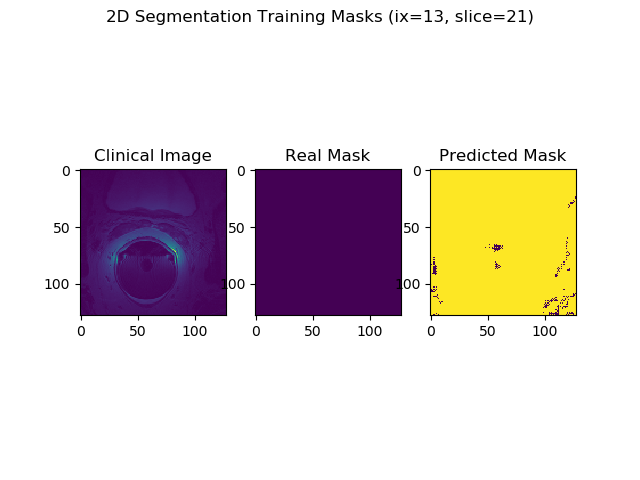 2D Segmentation Training Masks (ix=13, slice=21)
Clinical Image Real Mask Predicted Mask
0 0 0
50 50 50
100 100 100
0 50 100 0 50 100 0 50 100